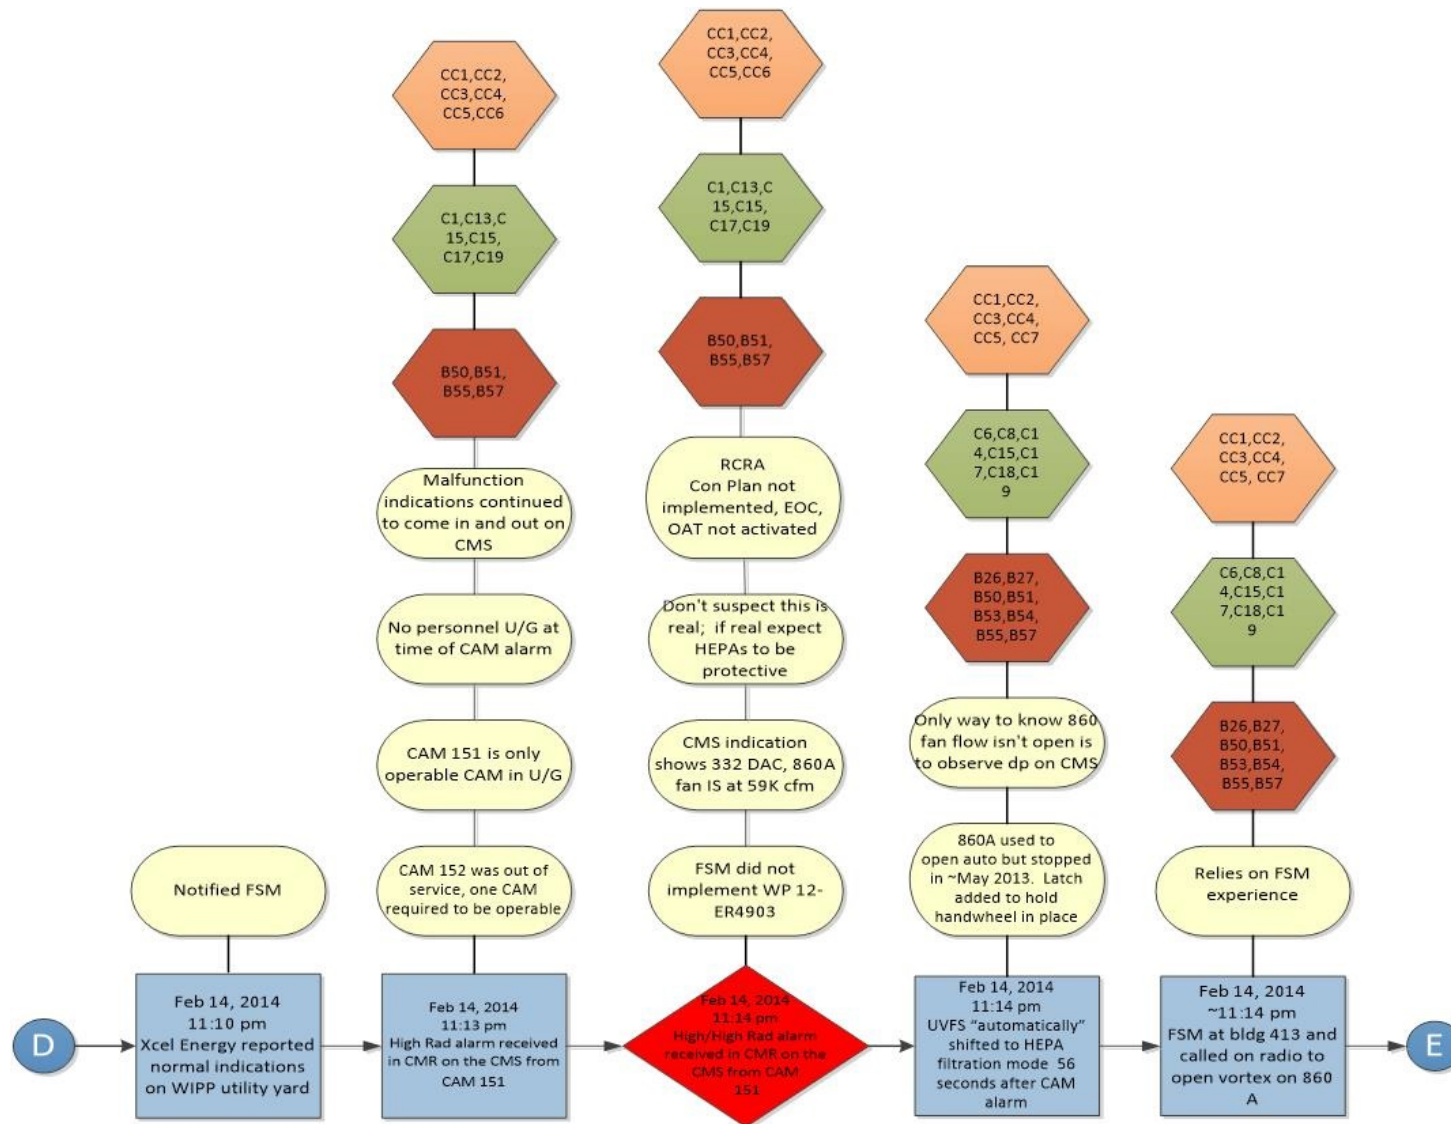 CC1,CC2,
CC3,CC4,
CC5,CC6
C1,C13,C
15,C15,
C17,C19
B50,B51,
B55,B57
Malfunction
indications continued
to come in and out on
CMS
No personnel U/G at
time of CAM alarm
CAM 151 is only
operable CAM in U/G
CAM 152 was out of
service, one CAM
required to be operable
CC1,CC2,
CC3,CC4,
CC5,CC6
C1,C13,C
15,C15,
C17,C19
B50,B51,
B55,B57
RCRA
Con Plan not
implemented, EOC,
OAT not activated
Don't suspect this is
real; if real expect
HEPAs to be
protective
CMS indication
shows 332 DAC, 860A
fan IS at 59K cfm
FSM did not
implement WP 12-
ER4903
CC1,CC2,
CC3,CC4,
CC5, CC7
C6,C8,C1
4,C15,C1
7,C18,C1
9
B26,B27,
B50,B51,
B53,B54,
B55,B57
Only way to know 860
fan flow isn't open is
to observe dp on CMS
860A used to
open auto but stopped
in ~May 2013. Latch
added to hold
handwheel in place
CC1,CC2,
CC3,CC4,
CC5, CC7
C6,C8,C1
4,C15,C1
7,C18,C1
9
B26,B27,
B50,B51,
B53,B54,
B55,B57
Relies on FSM
experience
Notified FSM
D
Feb 14, 2014
11:10 pm
Xcel Energy reported
normal indications
on WIPP utility yard
Feb 14, 2014
11:13 pm
High Rad alarm received
in CMR on the CMS from
CAM 151
Feb 14, 2014
11:14 pm
High/High Rad alarm
received in CMR on the
CMS from CAM
151
Feb 14, 2014
11:14 pm
UVFS “automatically”
shifted to HEPA
filtration mode 56
seconds after CAM
alarm
Feb 14, 2014
~11:14 pm
FSM at bldg 413 and
called on radio to
open vortex on 860
A
E